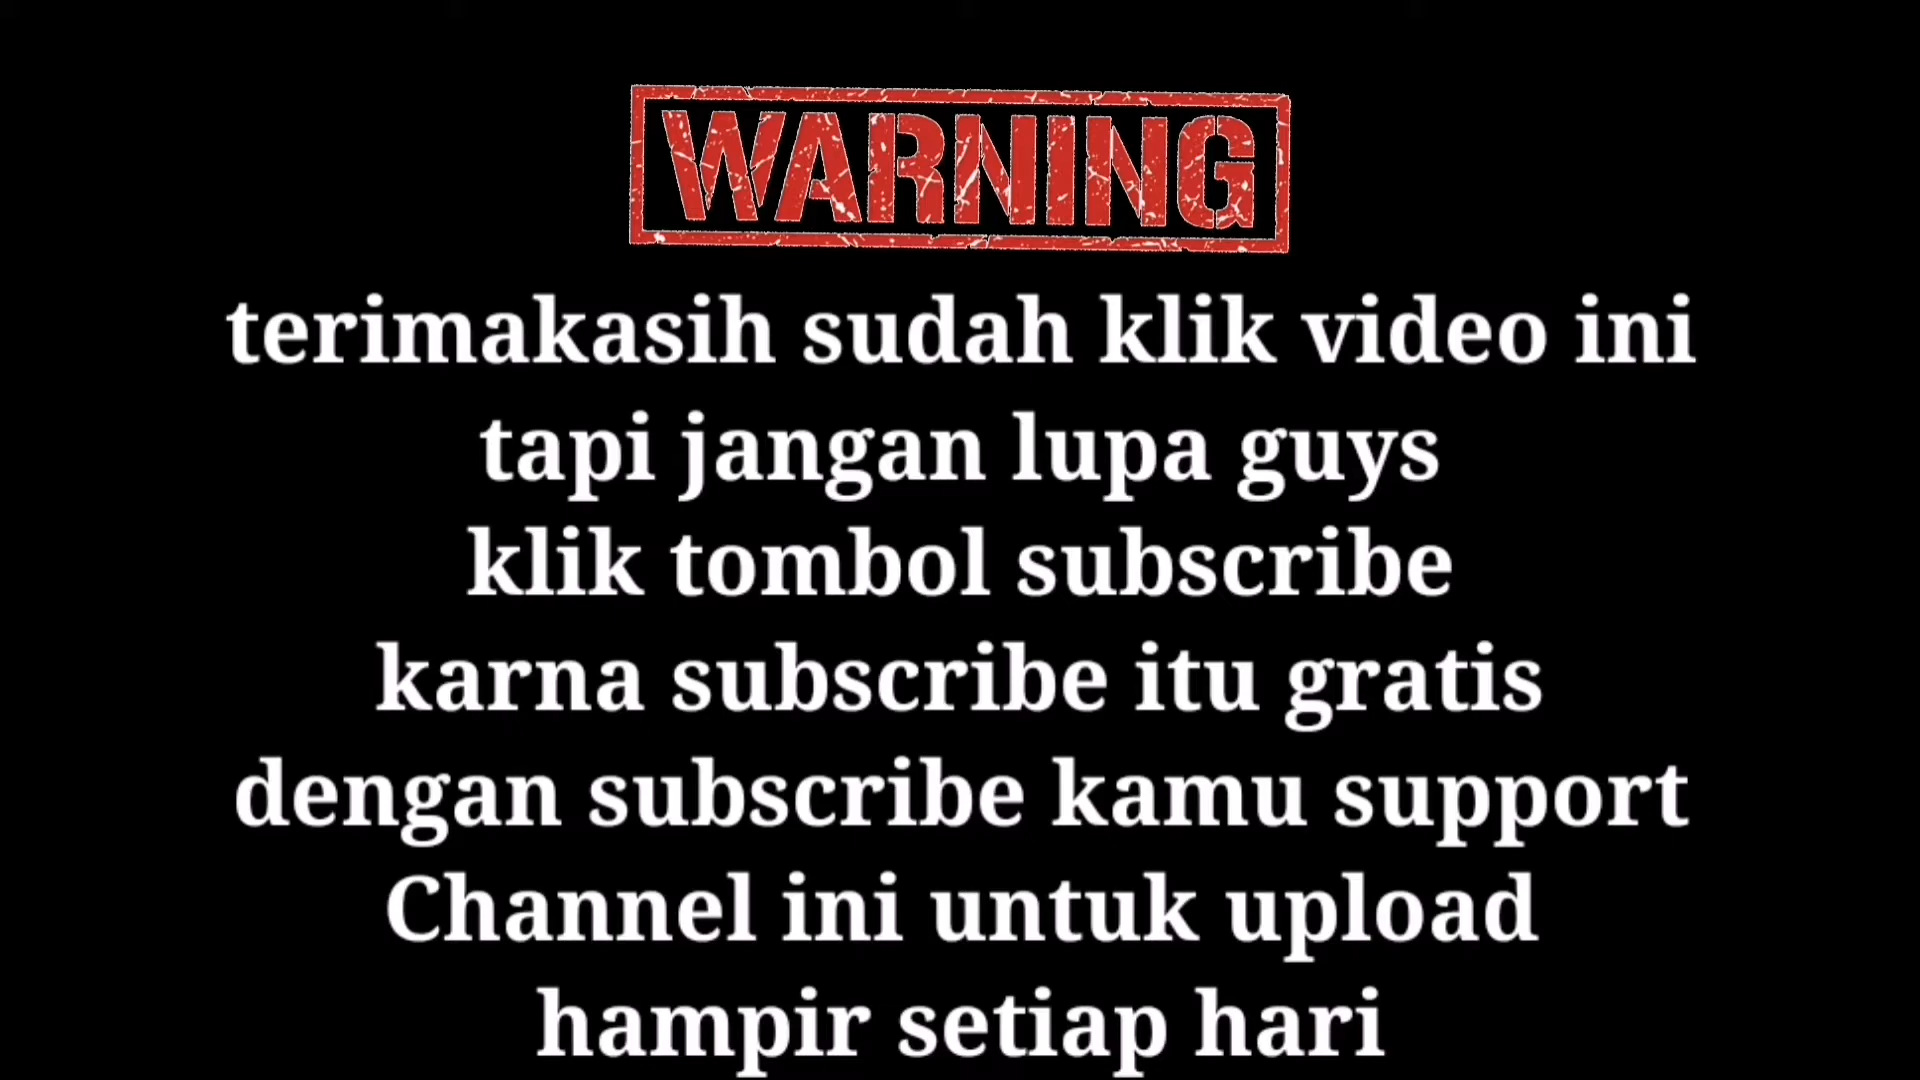 WARNING
terimakasih sudah klik video ini
tapi jangan lupa guys
klik tombol subscribe
karna subscribe itu gratis
dengan subscribe kamu support
Channel ini untuk upload
hampir setiap hari